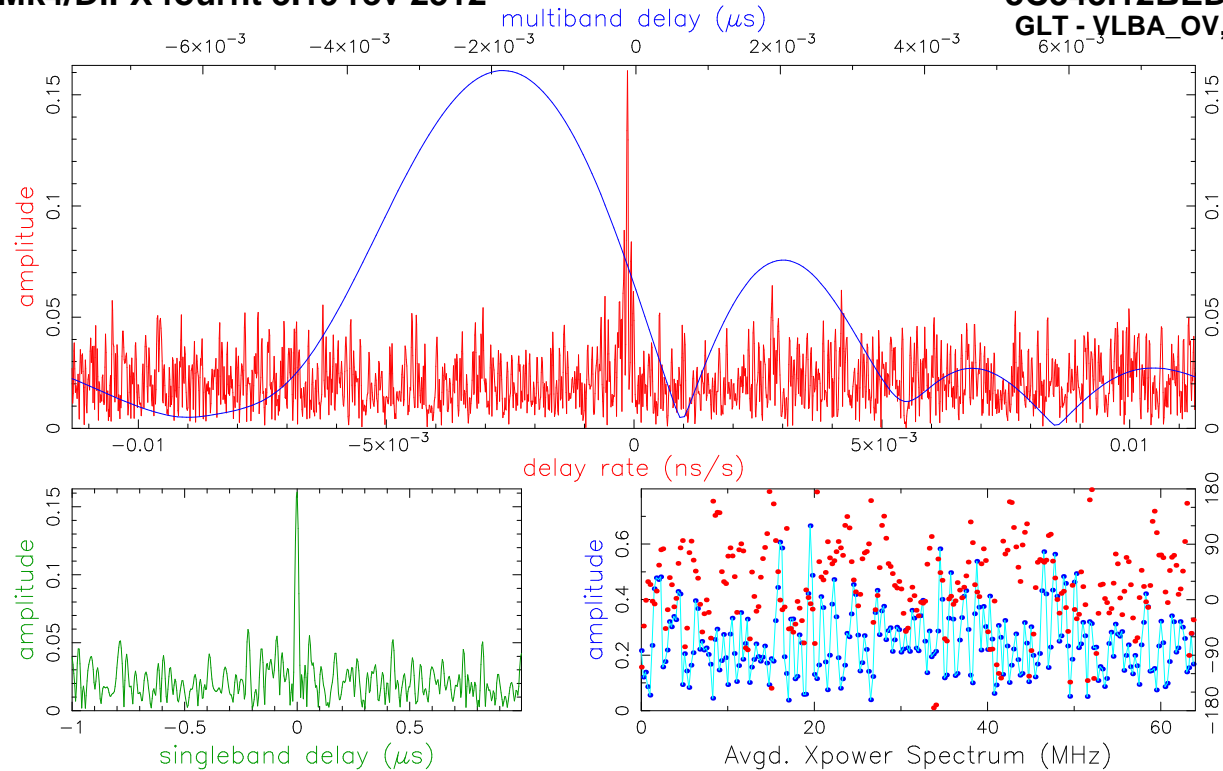 multiband delay (μs)
GLT - VLBA_OV,
−6×10⁻³ −4×10⁻³ −2×10⁻³ 0 2×10⁻³ 4×10⁻³ 6×10⁻³
amplitude
0 0.05 0.1 0.15
0 0.05 0.1 0.15
−0.01 −5×10⁻³ 0 5×10⁻³ 0.01
delay rate (ns/s)
amplitude
0 0.05 0.1 0.15
−1 −0.5 0 0.5
singleband delay (μs)
amplitude
0 0.2 0.4 0.6
−180 −90 0 90 180
0 20 40 60
Avgd. Xpower Spectrum (MHz)